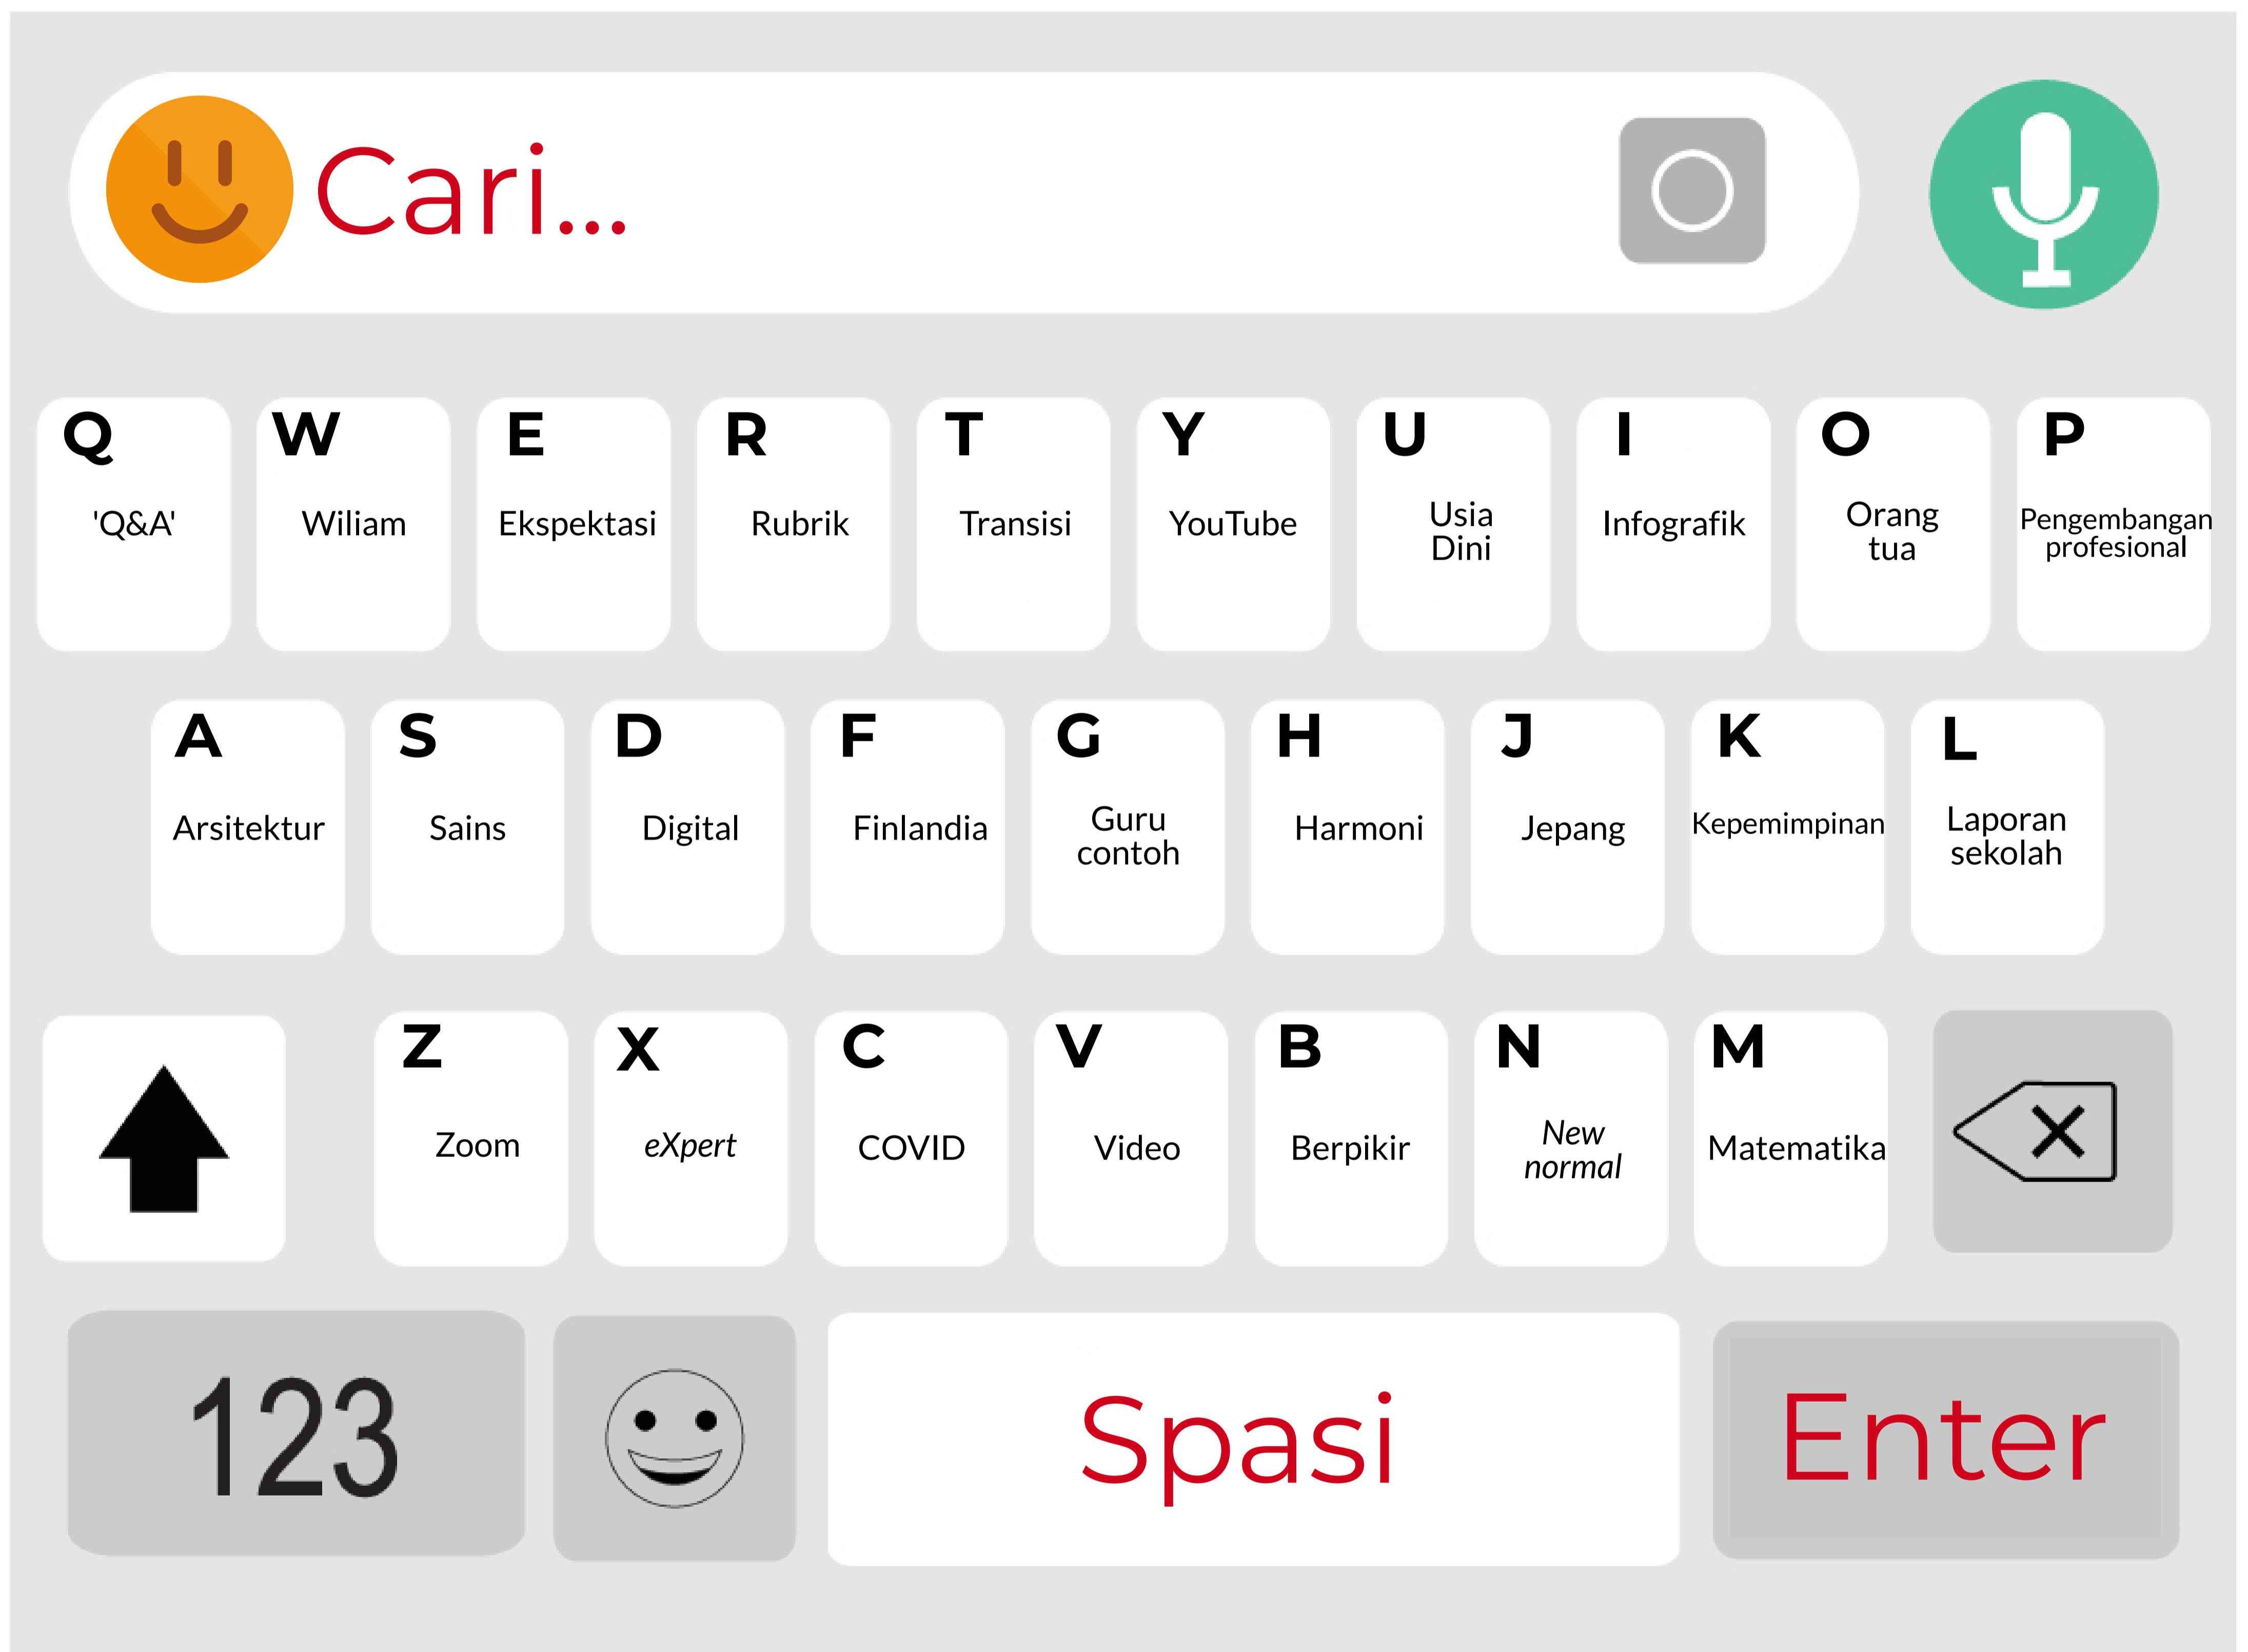 Cari...
Q W E R T Y U I O P
'Q&A' Wiliam Ekspektasi Rubrik Transisi YouTube Usia Dini Infografik Orang tua Pengembangan profesional
A S D F G H J K L
Arsitektur Sains Digital Finlandia Guru contoh Harmoni Jepang Kepemimpinan Laporan sekolah
Z X C V B N M
Zoom eXpert COVID Video Berpikir New normal Matematika
123 Spasi Enter